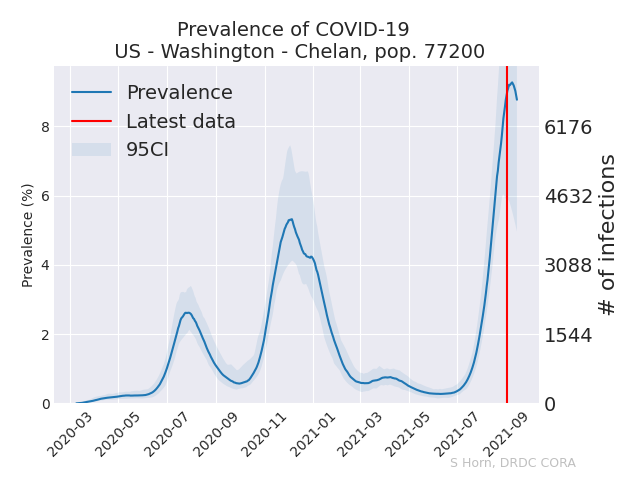 Prevalence of COVID-19
US - Washington - Chelan, pop. 77200
Prevalence
Latest data
95CI
Prevalence (%)
8
6
4
2
0
6176
4632
3088
1544
0
# of infections
2020-03
2020-05
2020-07
2020-09
2020-11
2021-01
2021-03
2021-05
2021-07
2021-09
S Horn, DRDC CORA